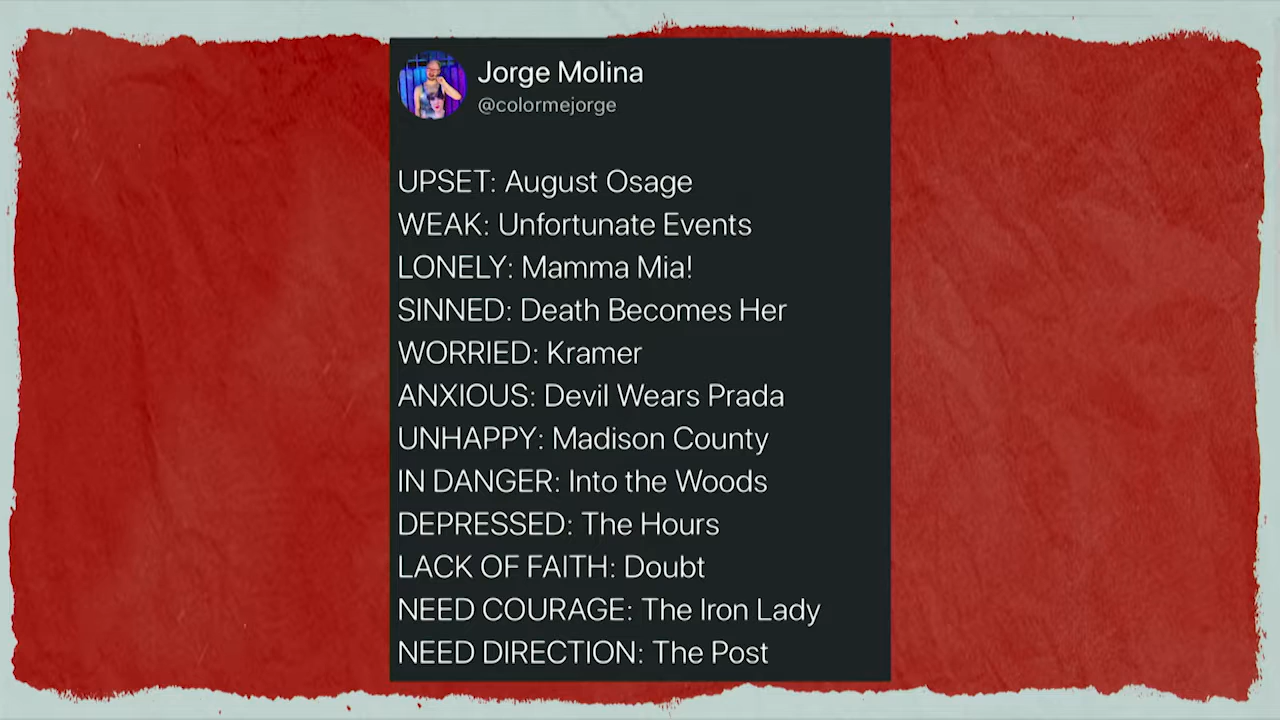 Jorge Molina
@colormejorge
UPSET: August Osage
WEAK: Unfortunate Events
LONELY: Mamma Mia!
SINNED: Death Becomes Her
WORRIED: Kramer
ANXIOUS: Devil Wears Prada
UNHAPPY: Madison County
IN DANGER: Into the Woods
DEPRESSED: The Hours
LACK OF FAITH: Doubt
NEED COURAGE: The Iron Lady
NEED DIRECTION: The Post